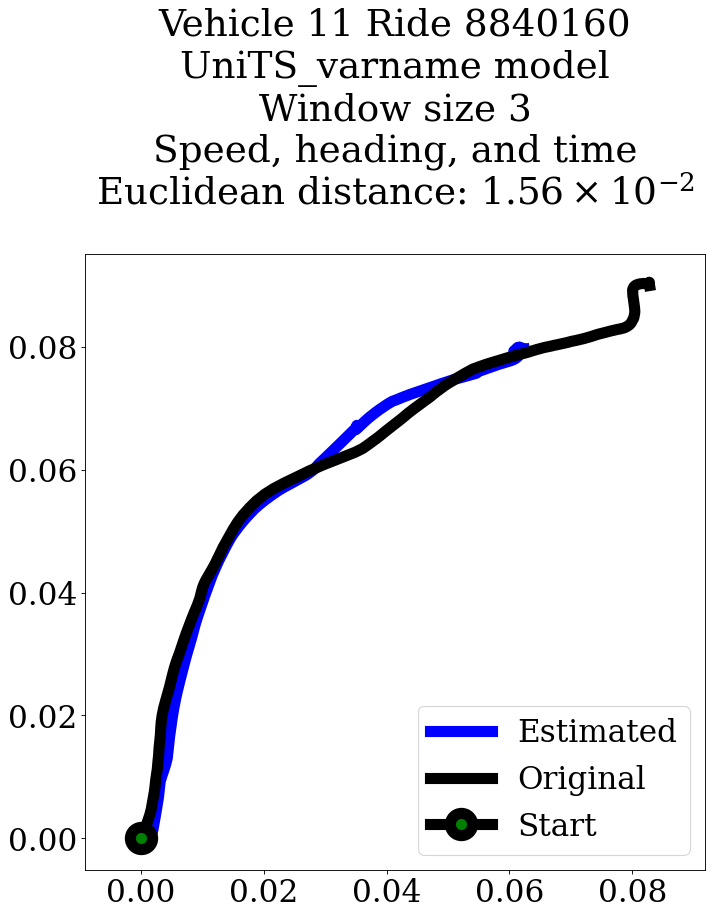 Vehicle 11 Ride 8840160
UniTS_varname model
Window size 3
Speed, heading, and time
Euclidean distance: 1.56 × 10⁻²
0.08
0.06
0.04
0.02
0.00
Estimated
Original
Start
0.00 0.02 0.04 0.06 0.08